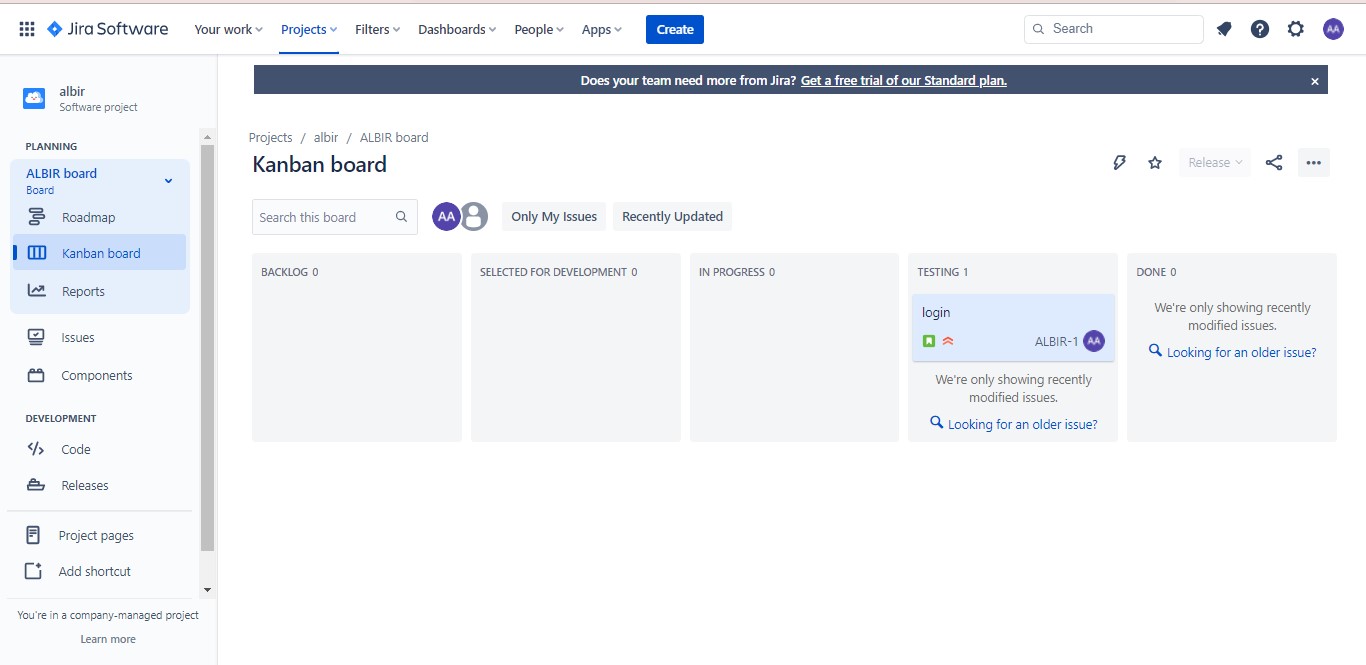 Jira Software
Your work
Projects
Filters
Dashboards
People
Apps
Create
Search
AA
albir
Software project
Does your team need more from Jira? Get a free trial of our Standard plan.
PLANNING
ALBIR board
Board
Roadmap
Kanban board
Reports
Issues
Components
DEVELOPMENT
Code
Releases
Project pages
Add shortcut
You're in a company-managed project
Learn more
Projects / albir / ALBIR board
Kanban board
Release
Search this board
AA
Only My Issues
Recently Updated
BACKLOG 0
SELECTED FOR DEVELOPMENT 0
IN PROGRESS 0
TESTING 1
login
ALBIR-1
AA
We're only showing recently
modified issues.
Looking for an older issue?
DONE 0
We're only showing recently
modified issues.
Looking for an older issue?